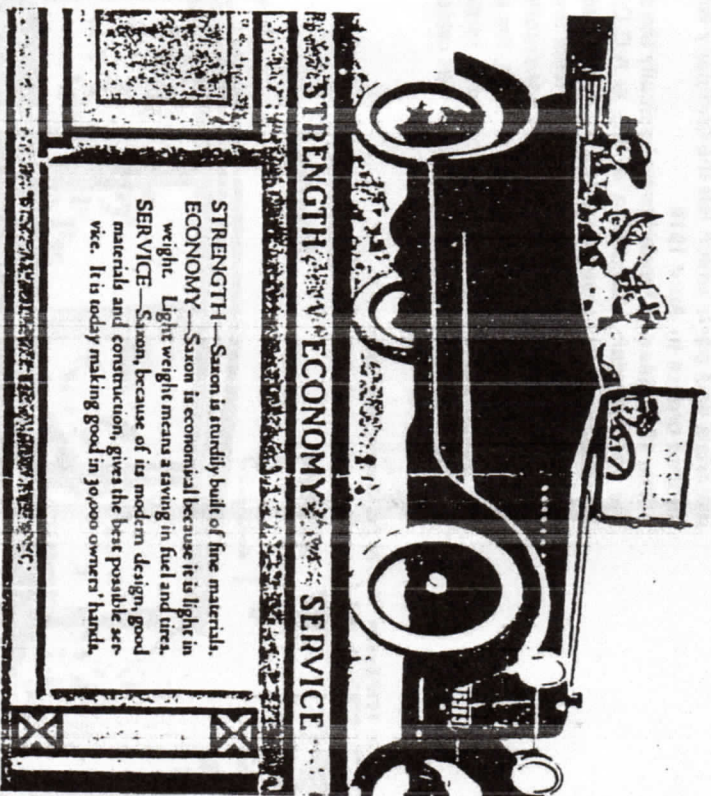 STRENGTH ECONOMY SERVICE
STRENGTH—Saxon is sturdily built of fine materials.
ECONOMY—Saxon is economical because it is light in
weight. Light weight means a saving in fuel and tires.
SERVICE—Saxon, because of its modern design, good
materials and construction, gives the best possible ser-
vice. It is today making good in 30,000 owners' hands.